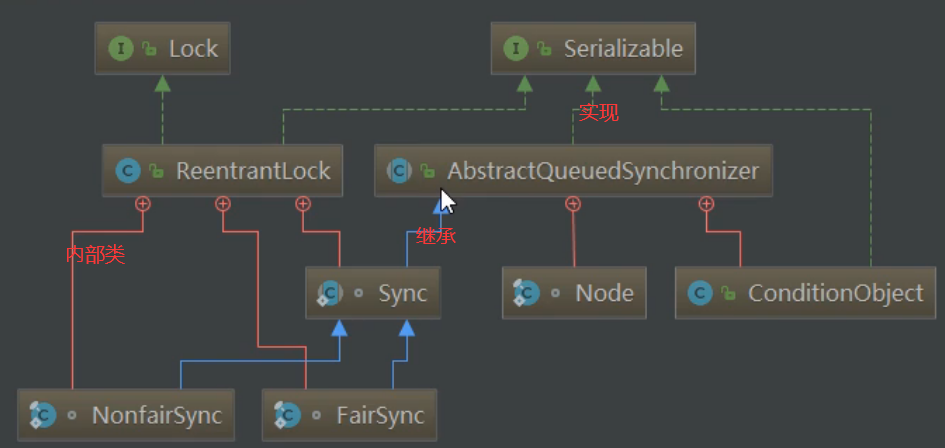 Lock
Serializable
实现
ReentrantLock
AbstractQueuedSynchronizer
内部类
继承
Sync
Node
ConditionObject
NonfairSync
FairSync